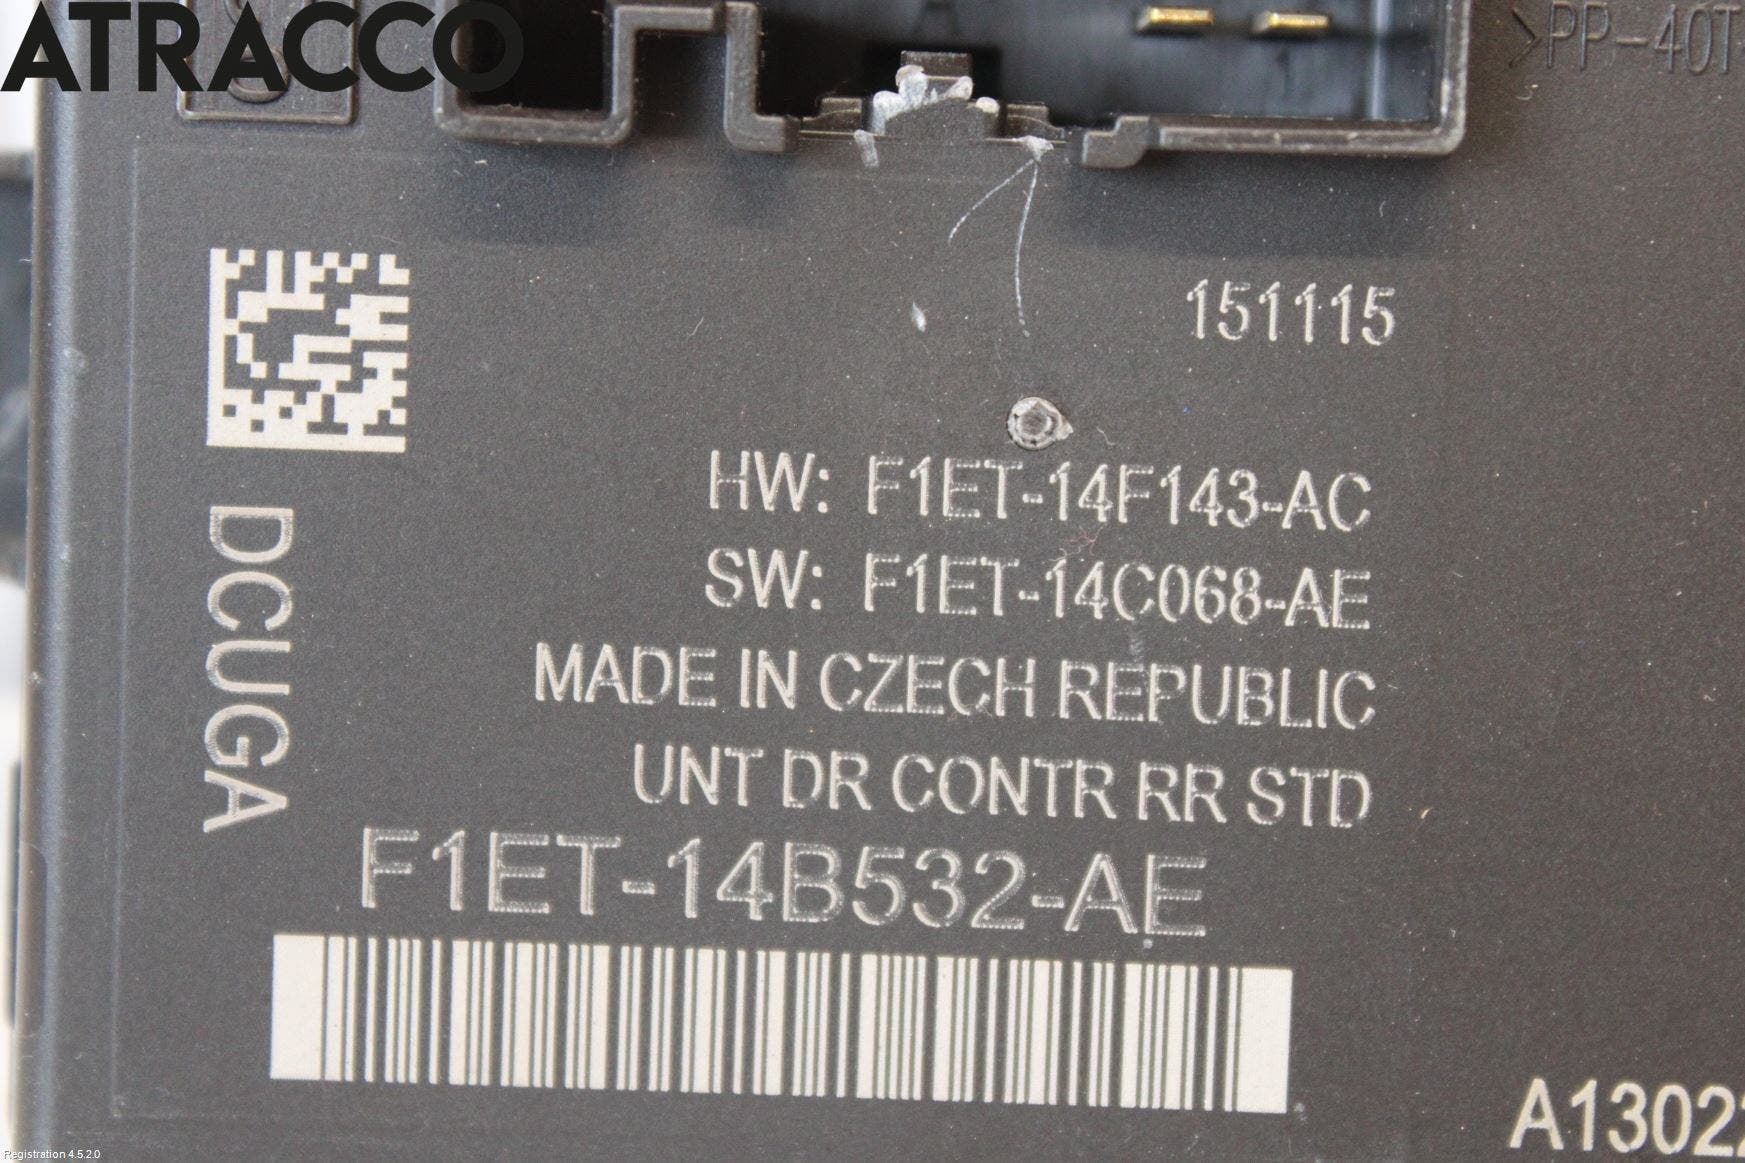 ATRACCO
>PP-40T
151115
HW: F1ET-14F143-AC
SW: F1ET-14C068-AE
MADE IN CZECH REPUBLIC
UNT DR CONTR RR STD
DCUGA
F1ET-14B532-AE
A13022
Registration 4.5.2.0